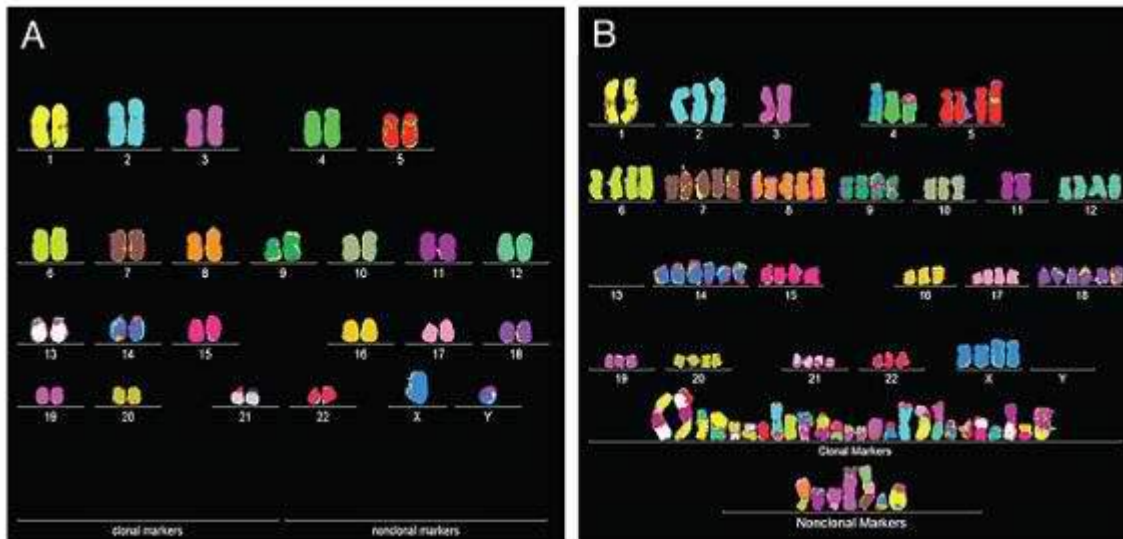 A
1 2 3 4 5
6 7 8 9 10 11 12
13 14 15 16 17 18
19 20 21 22 X Y
clonal markers nonclonal markers
B
1 2 3 4 5
6 7 8 9 10 11 12
13 14 15 16 17 18
19 20 21 22 X Y
Clonal Markers
Nonclonal Markers